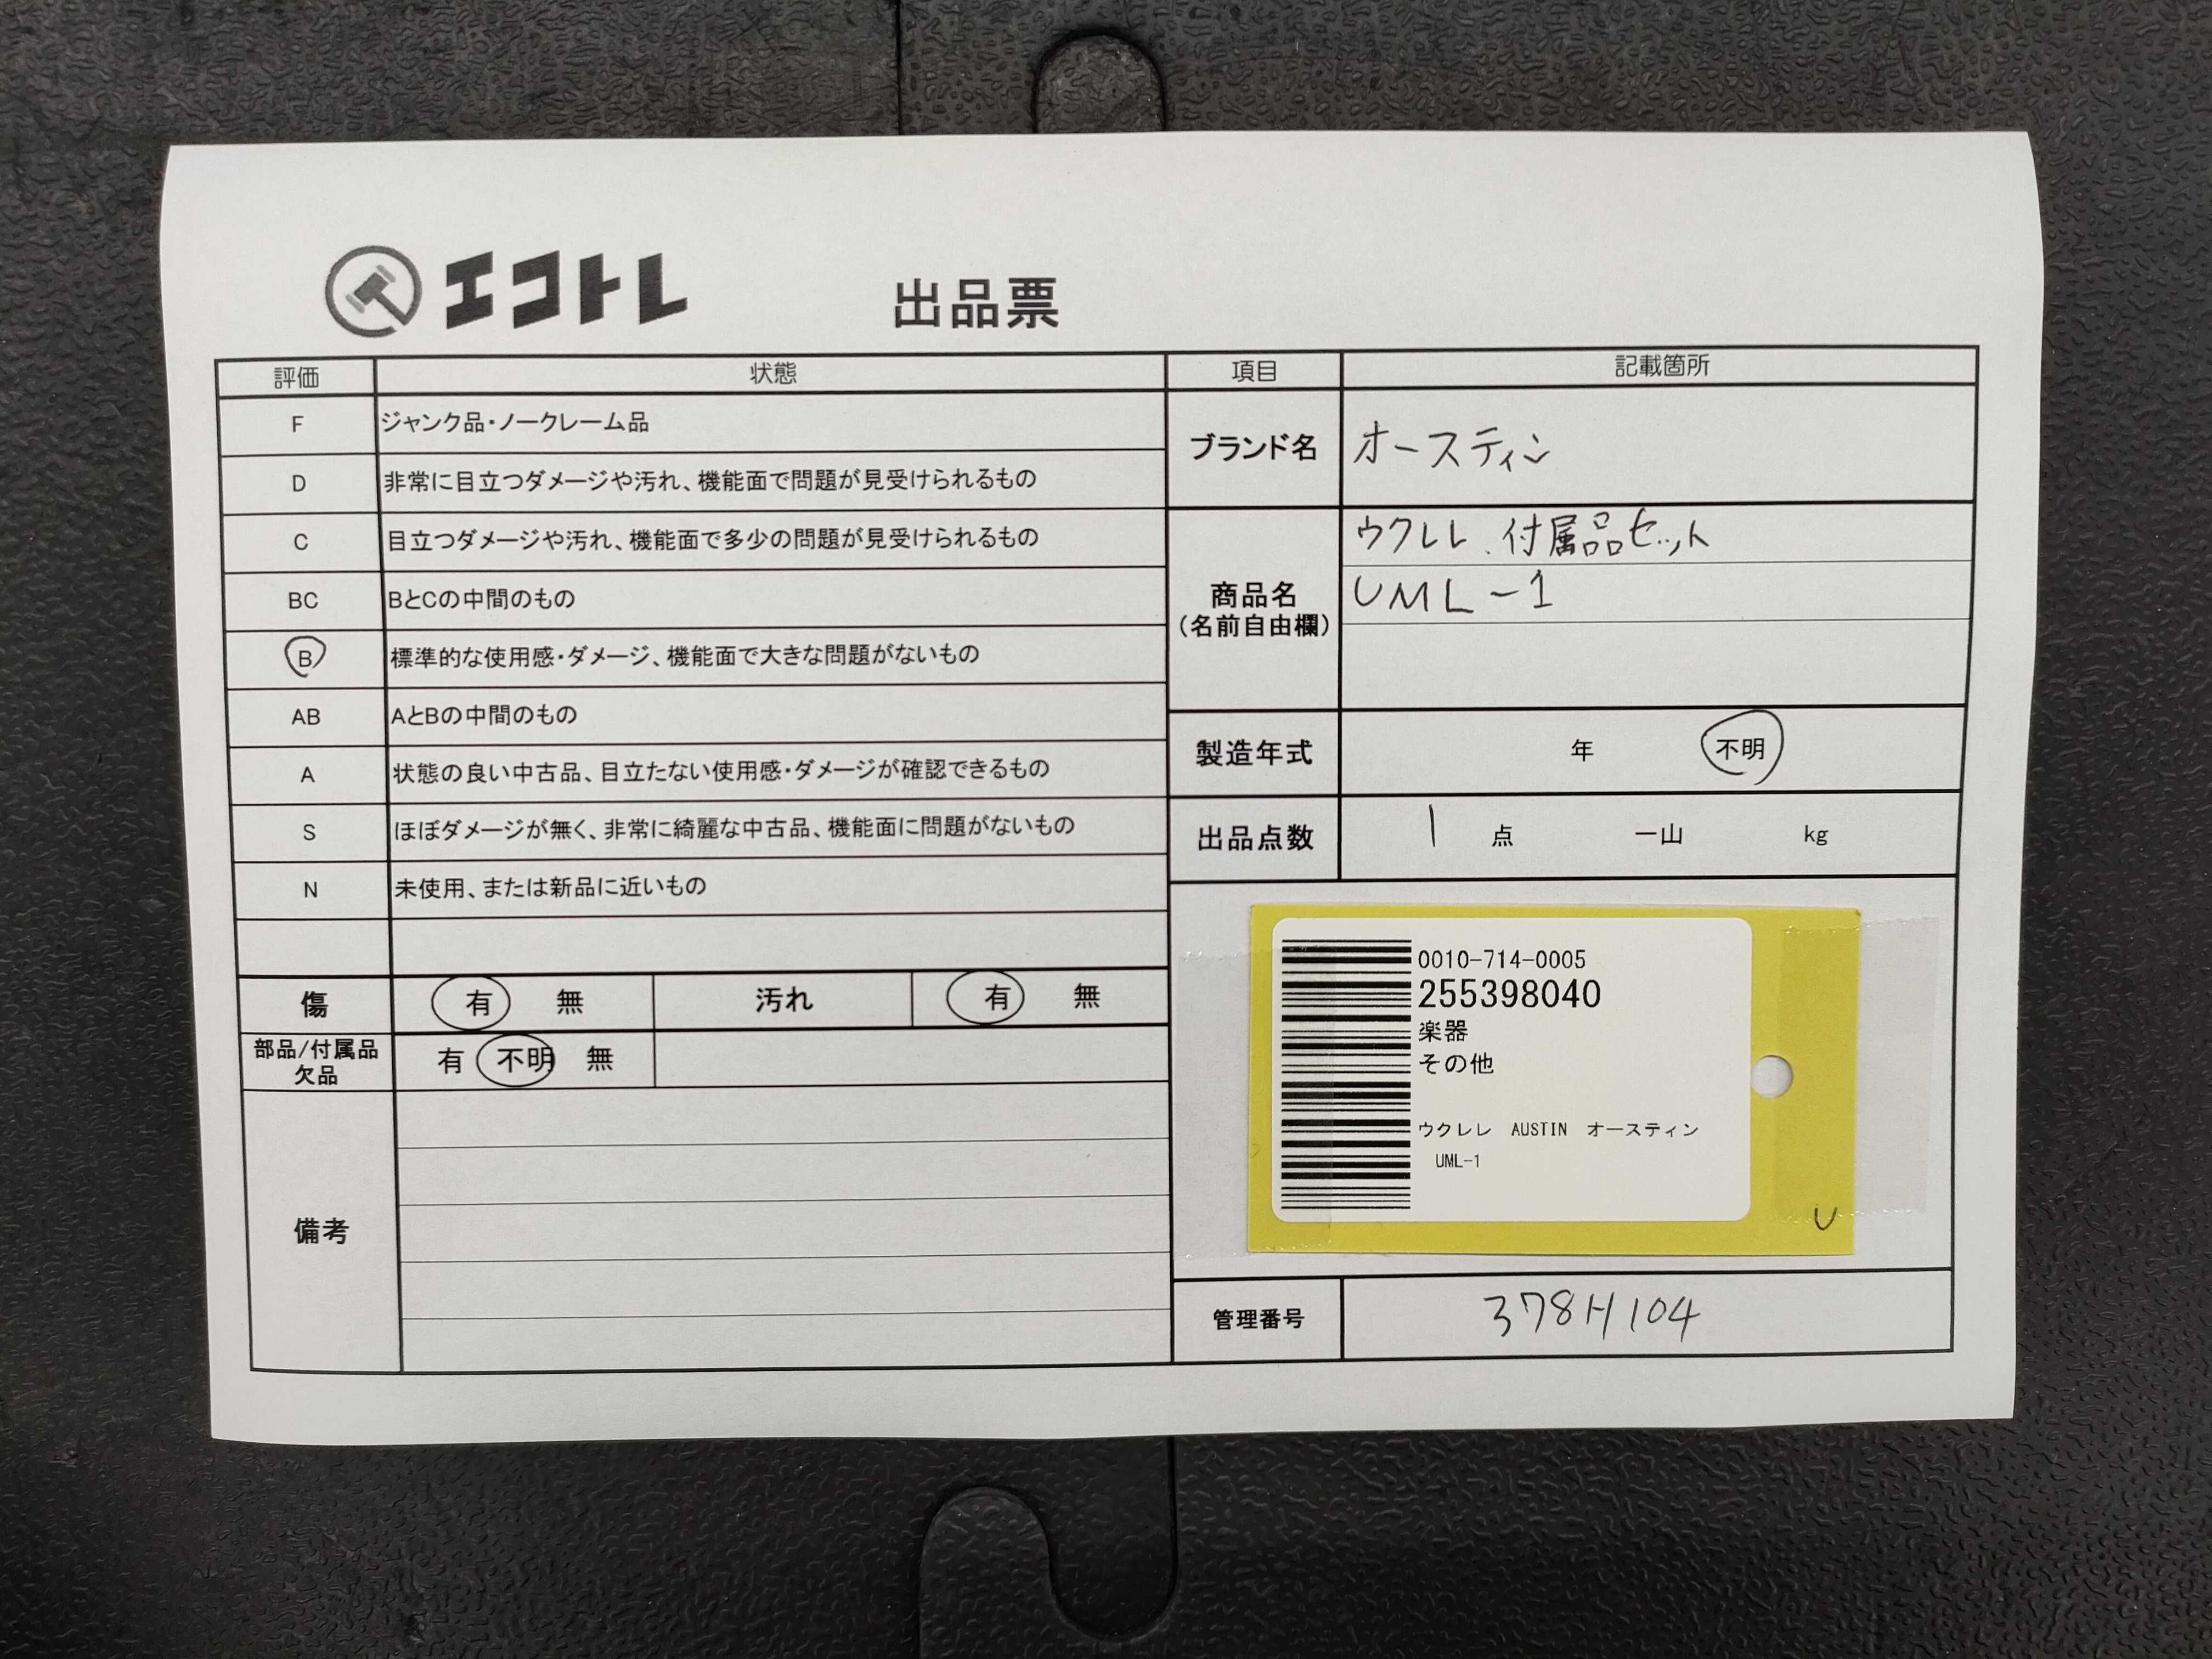 エコトレ
出品票
評価 状態
F ジャンク品・ノークレーム品
D 非常に目立つダメージや汚れ、機能面で問題が見受けられるもの
C 目立つダメージや汚れ、機能面で多少の問題が見受けられるもの
BC BとCの中間のもの
B 標準的な使用感・ダメージ、機能面で大きな問題がないもの
AB AとBの中間のもの
A 状態の良い中古品、目立たない使用感・ダメージが確認できるもの
S ほぼダメージが無く、非常に綺麗な中古品、機能面に問題がないもの
N 未使用、または新品に近いもの
傷 有 無 汚れ 有 無
部品/付属品
欠品
有 不明 無
備考
項目 記載箇所
ブランド名 オースティン
商品名
(名前自由欄)
ウクレレ.付属品セット
UML-1
製造年式 年 不明
出品点数 1 点 一山 kg
0010-714-0005
255398040
楽器
その他
ウクレレ AUSTIN オースティン
UML-1
U
管理番号 378H104